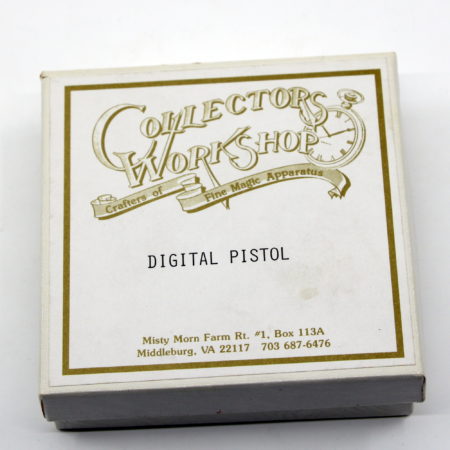 COLLECTORS
WORKSHOP
Crafters of Fine Magic Apparatus
DIGITAL PISTOL
Misty Morn Farm Rt. #1, Box 113A
Middleburg, VA 22117 703 687-6476